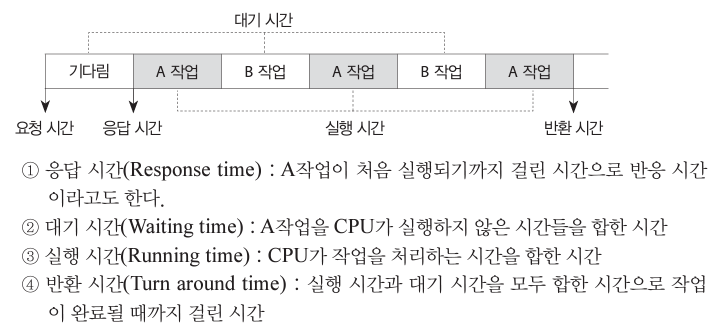 대기 시간
기다림 A 작업 B 작업 A 작업 B 작업 A 작업
요청 시간 응답 시간 실행 시간 반환 시간
① 응답 시간(Response time) : A작업이 처음 실행되기까지 걸린 시간으로 반응 시간
이라고도 한다.
② 대기 시간(Waiting time) : A작업을 CPU가 실행하지 않은 시간들을 합한 시간
③ 실행 시간(Running time) : CPU가 작업을 처리하는 시간을 합한 시간
④ 반환 시간(Turn around time) : 실행 시간과 대기 시간을 모두 합한 시간으로 작업
이 완료될 때까지 걸린 시간